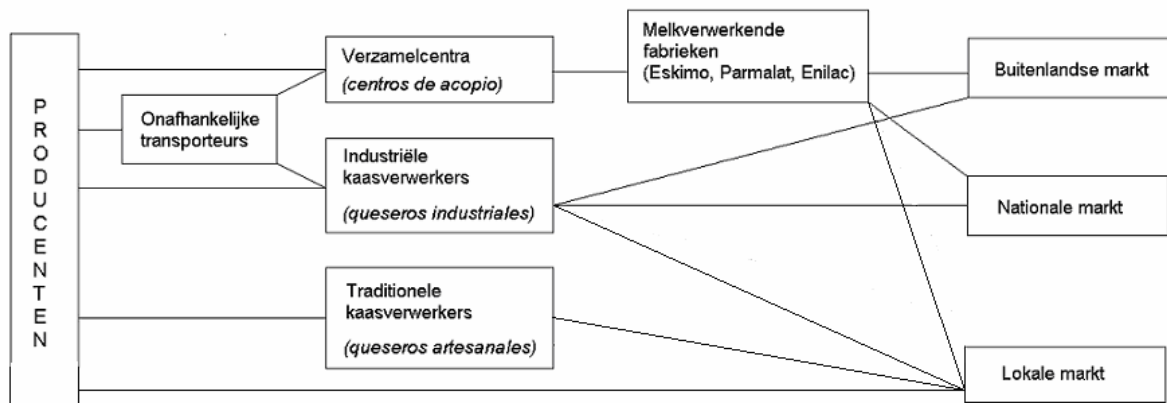 PRODUCENTEN
Onafhankelijke
transporteurs
Verzamelcentra
(centros de acopio)
Industriële
kaasverwerkers
(queseros industriales)
Traditionele
kaasverwerkers
(queseros artesanales)
Melkverwerkende
fabrieken
(Eskimo, Parmalat, Enilac)
Buitenlandse markt
Nationale markt
Lokale markt